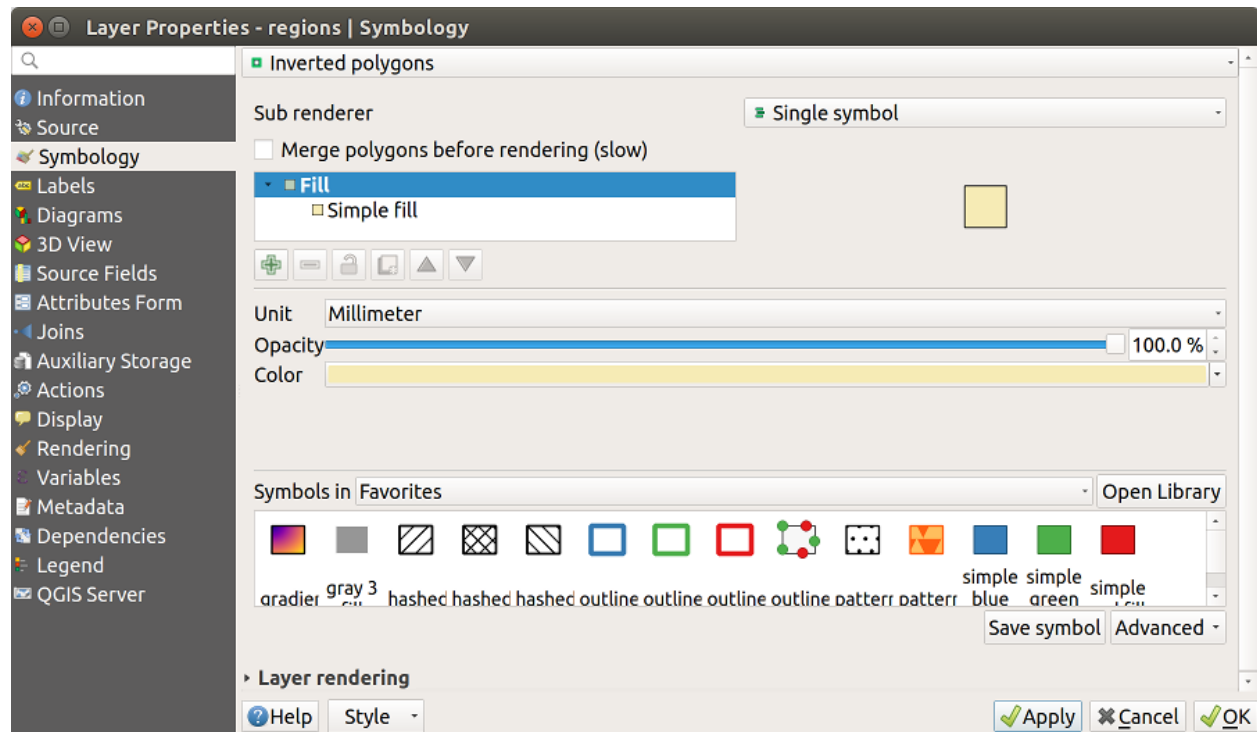 Layer Properties - regions | Symbology
Information
Source
Symbology
Labels
Diagrams
3D View
Source Fields
Attributes Form
Joins
Auxiliary Storage
Actions
Display
Rendering
Variables
Metadata
Dependencies
Legend
QGIS Server
Inverted polygons
Sub renderer Single symbol
Merge polygons before rendering (slow)
Fill
Simple fill
Unit Millimeter
Opacity 100.0 %
Color
Symbols in Favorites Open Library
gradier gray 3 hashed hashed hashed outline outline outline outline pattern pattern simple blue simple green simple
Save symbol Advanced
Layer rendering
Help Style Apply Cancel OK